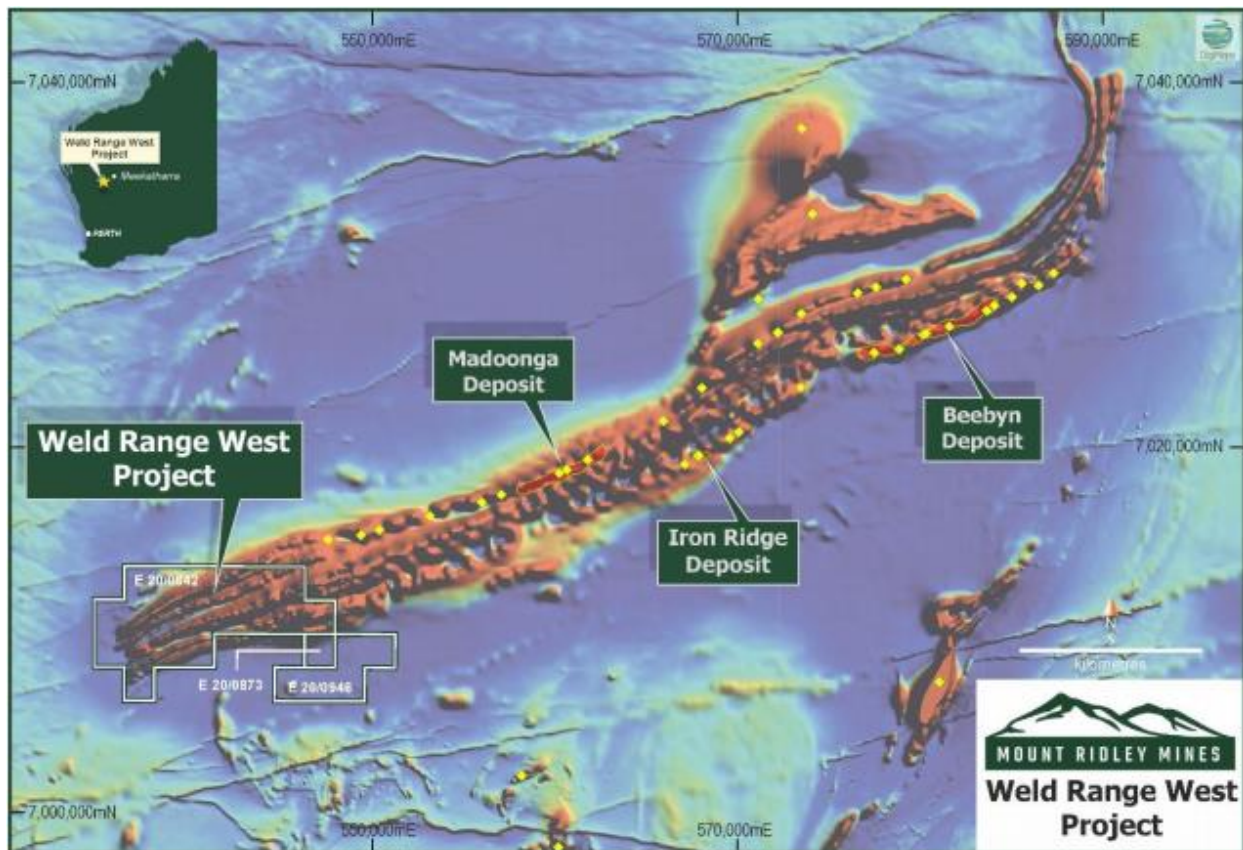 550,000mE
570,000mE
590,000mE
7,040,000mN
7,040,000mN
Weld Range West
Project
Meekatharra
PERTH
Madoonga
Deposit
Beebyn
Deposit
Weld Range West
Project
7,020,000mN
Iron Ridge
Deposit
E 20/0842
N
kilometres
E 20/0873
E 20/0946
MOUNT RIDLEY MINES
Weld Range West
Project
7,000,000mN
550,000mE
570,000mE